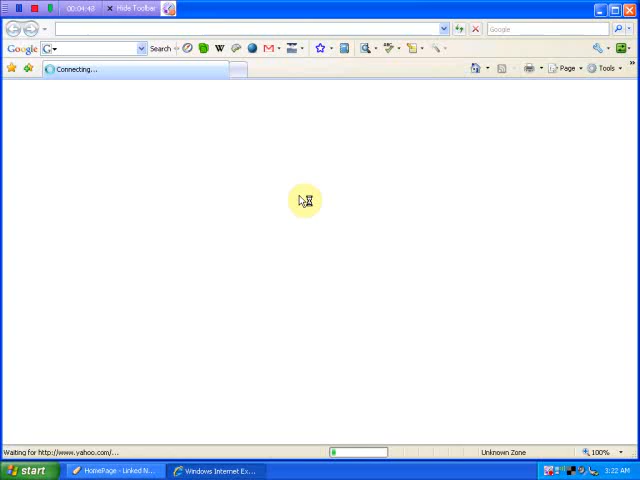 00:04:43 Hide Toolbar
Google
Google G Search W
Connecting... Page Tools
Waiting for http://www.yahoo.com/... Unknown Zone 100%
start HomePage - Linked N... Windows Internet Ex... 3:22 AM